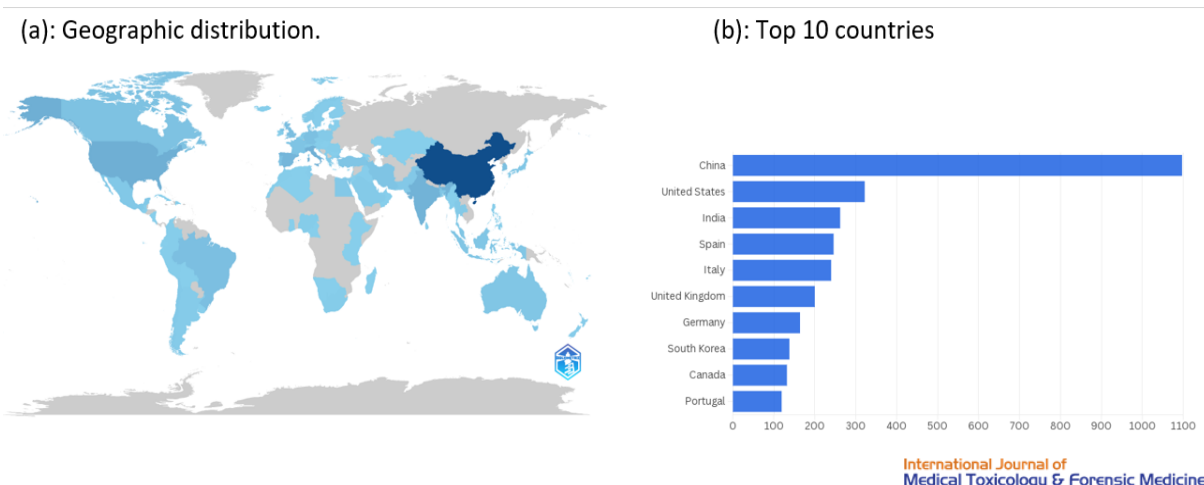 (a): Geographic distribution.
(b): Top 10 countries
China
United States
India
Spain
Italy
United Kingdom
Germany
South Korea
Canada
Portugal
0 100 200 300 400 500 600 700 800 900 1000 1100
International Journal of
Medical Toxicology & Forensic Medicine